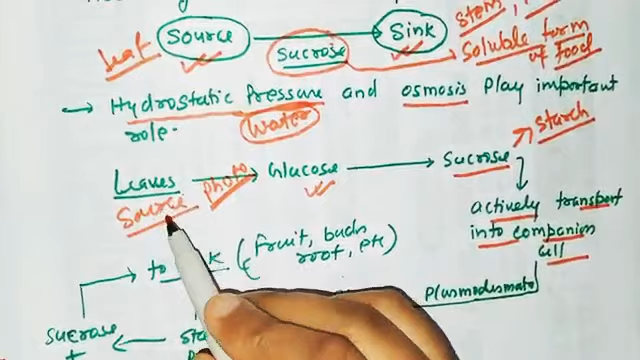 stem,
Leaf Source → Sink
Sucrose
Soluble form
of food
→ Hydrostatic Pressure and osmosis Play important
role.
Water
starch
Leaves photo → Glucose → Sucrose
Source
actively transport
into companion
cell
to (fruit, buds
root, etc)
Plasmodesmata
Sucrose ←
+